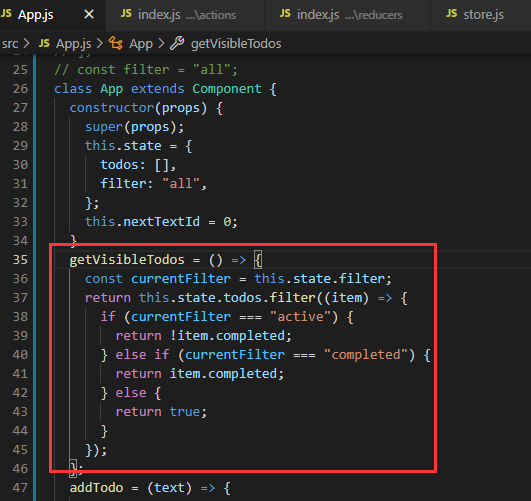 JS App.js × JS index.js ...\actions JS index.js ...\reducers JS store.js
src > JS App.js > App > getVisibleTodos
25 // const filter = "all";
26 class App extends Component {
27 constructor(props) {
28 super(props);
29 this.state = {
30 todos: [],
31 filter: "all",
32 };
33 this.nextTextId = 0;
34 }
35 getVisibleTodos = () => {
36 const currentFilter = this.state.filter;
37 return this.state.todos.filter((item) => {
38 if (currentFilter === "active") {
39 return !item.completed;
40 } else if (currentFilter === "completed") {
41 return item.completed;
42 } else {
43 return true;
44 }
45 });
46 };
47 addTodo = (text) => {